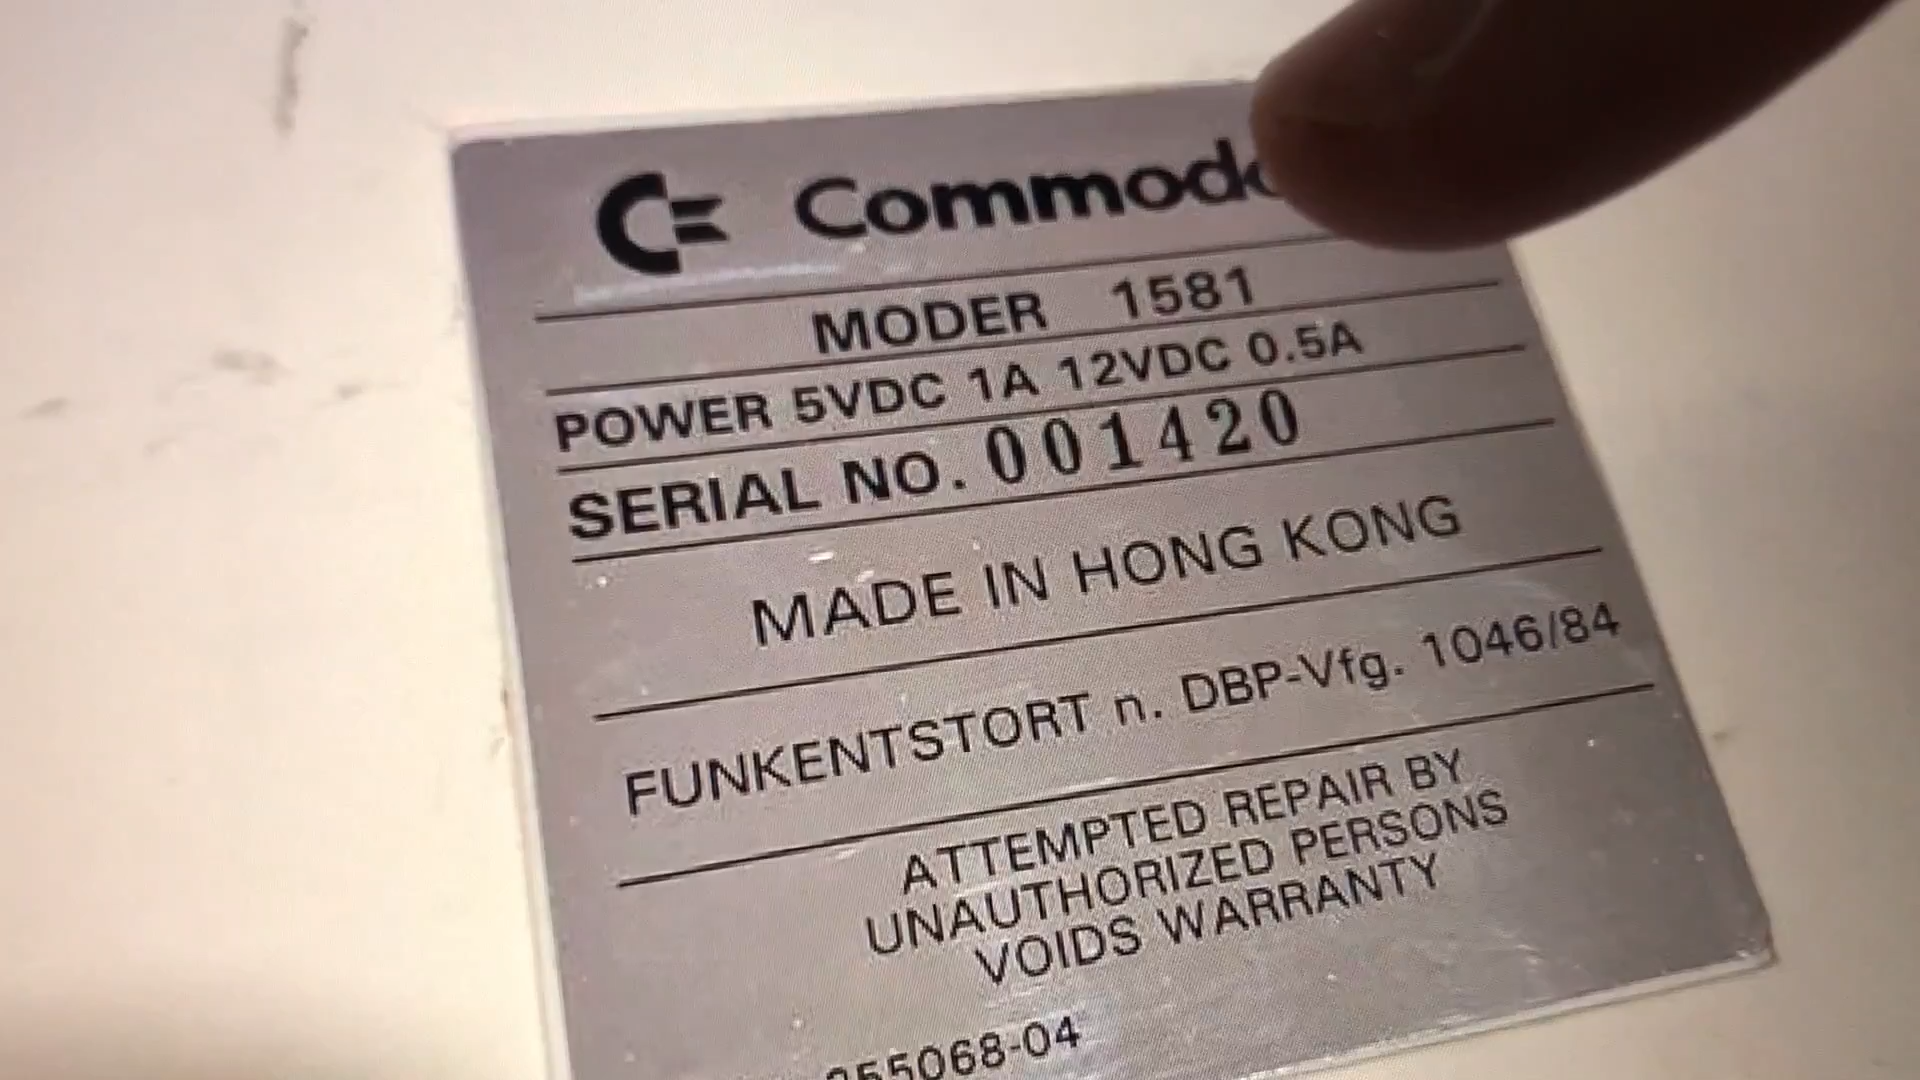 Commodo
MODER 1581
POWER 5VDC 1A 12VDC 0.5A
SERIAL NO. 001420
MADE IN HONG KONG
FUNKENTSTORT n. DBP-Vfg. 1046/84
ATTEMPTED REPAIR BY
UNAUTHORIZED PERSONS
VOIDS WARRANTY
255068-04